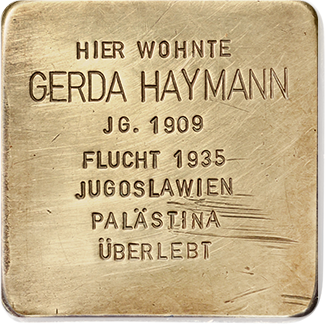 HIER WOHNTE
GERDA HAYMANN
JG. 1909
FLUCHT 1935
JUGOSLAWIEN
PALÄSTINA
ÜBERLEBT